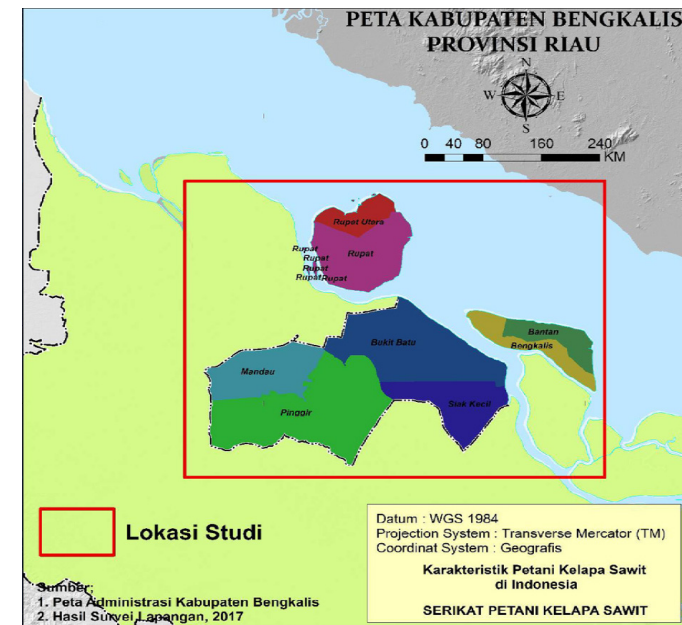 PETA KABUPATEN BENGKALIS
PROVINSI RIAU
N
W E
S
0 40 80 160 240
KM
Rupat Utara
Rupat
Rupat
Rupat
Rupat
Rupat Rupat
Bokit Batu
Bantan
Bengkalis
Mandau
Pinggir
Siak Kecil
Lokasi Studi
Sumber:
1. Peta Administrasi Kabupaten Bengkalis
2. Hasil Survei Lapangan, 2017
Datum : WGS 1984
Projection System : Transverse Mercator (TM)
Coordinat System : Geografis
Karakteristik Petani Kelapa Sawit
di Indonesia
SERIKAT PETANI KELAPA SAWIT